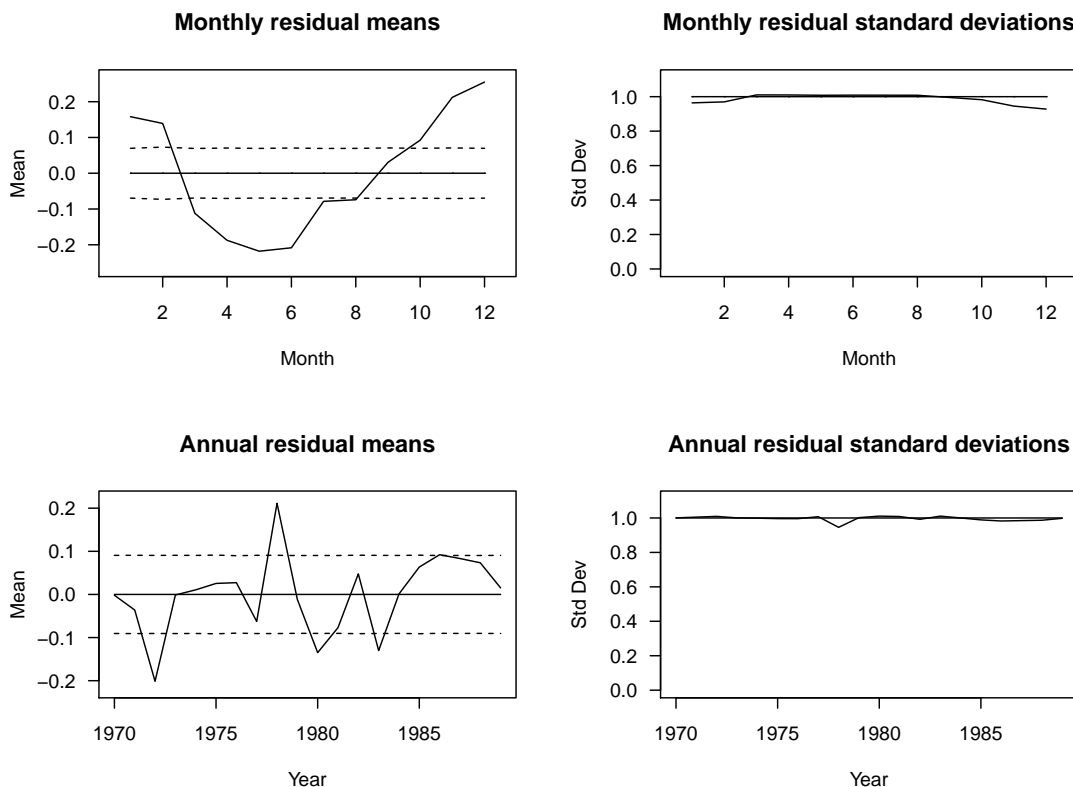 Monthly residual means
Mean
0.2
0.1
0.0
−0.1
−0.2
2 4 6 8 10 12
Month
Monthly residual standard deviations
Std Dev
1.0
0.8
0.6
0.4
0.2
0.0
2 4 6 8 10 12
Month
Annual residual means
Mean
0.2
0.1
0.0
−0.1
−0.2
1970 1975 1980 1985
Year
Annual residual standard deviations
Std Dev
1.0
0.8
0.6
0.4
0.2
0.0
1970 1975 1980 1985
Year